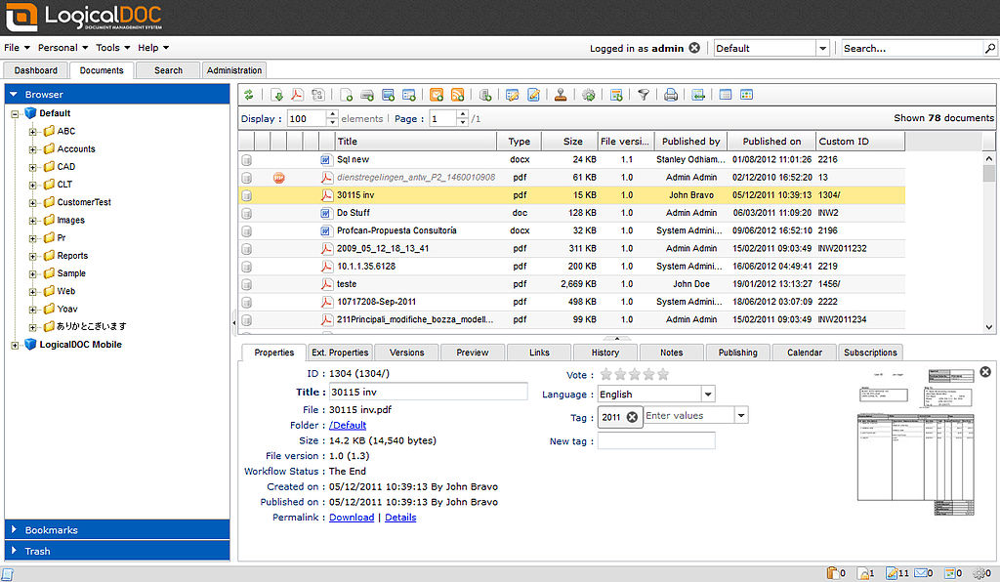 LogicalDOC
DOCUMENT MANAGEMENT SYSTEM
File Personal Tools Help Logged in as admin Default Search...
Dashboard Documents Search Administration
Browser
Default
ABC
Accounts
CAD
CLT
CustomerTest
Images
Pr
Reports
Sample
Web
Yoav
ありかとこぎいます
LogicalDOC Mobile
Bookmarks
Trash
Display : 100 elements Page : 1 /1 Shown 78 documents
Title Type Size File versi... Published by Published on Custom ID
Sql new docx 24 KB 1.1 Stanley Odhiam... 01/08/2012 11:01:26 2216
dienstregelingen_antw_P2_1460010908 pdf 61 KB 1.0 Admin Admin 02/12/2010 16:52:20 13
30115 inv pdf 15 KB 1.0 John Bravo 05/12/2011 10:39:13 1304/
Do Stuff doc 128 KB 1.0 Admin Admin 06/03/2011 11:09:20 INW2
Profcan-Propuesta Consultoría docx 32 KB 1.0 System Admini... 09/06/2012 16:52:10 2196
2009_05_12_18_13_41 pdf 311 KB 1.0 Admin Admin 15/02/2011 09:03:49 INW2011232
10.1.1.35.6128 pdf 200 KB 1.0 System Admini... 16/06/2012 04:49:41 2219
teste pdf 2,669 KB 1.0 John Doe 19/01/2012 13:13:27 1456/
10717208-Sep-2011 pdf 498 KB 1.0 System Admini... 18/06/2012 03:07:09 2222
211Principali_modifiche_bozza_modell... pdf 99 KB 1.0 Admin Admin 15/02/2011 09:03:49 INW2011234
Properties Ext. Properties Versions Preview Links History Notes Publishing Calendar Subscriptions
ID : 1304 (1304/)
Title : 30115 inv
File : 30115 inv.pdf
Folder : /Default
Size : 14.2 KB (14,540 bytes)
File version : 1.0 (1.3)
Workflow Status : The End
Created on : 05/12/2011 10:39:13 By John Bravo
Published on : 05/12/2011 10:39:13 By John Bravo
Permalink : Download | Details
Vote :
Language : English
Tag : 2011 Enter values
New tag :
0 1 11 0 0 0